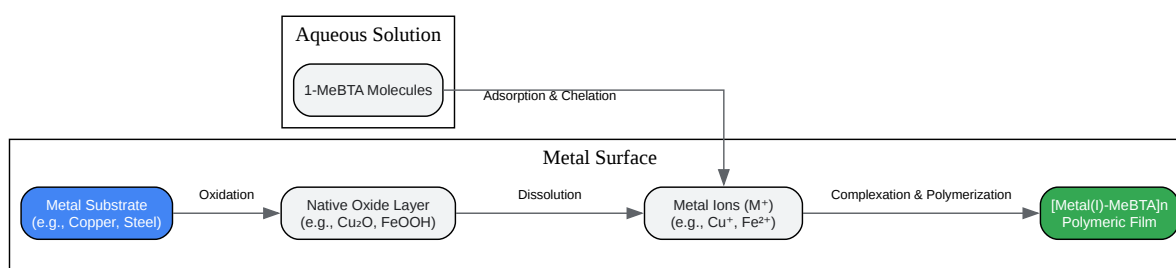 Aqueous Solution
1-MeBTA Molecules
Adsorption & Chelation
Metal Surface
Metal Substrate
(e.g., Copper, Steel)
Oxidation
Native Oxide Layer
(e.g., Cu₂O, FeOOH)
Dissolution
Metal Ions (M⁺)
(e.g., Cu⁺, Fe²⁺)
Complexation & Polymerization
[Metal(I)-MeBTA]n
Polymeric Film